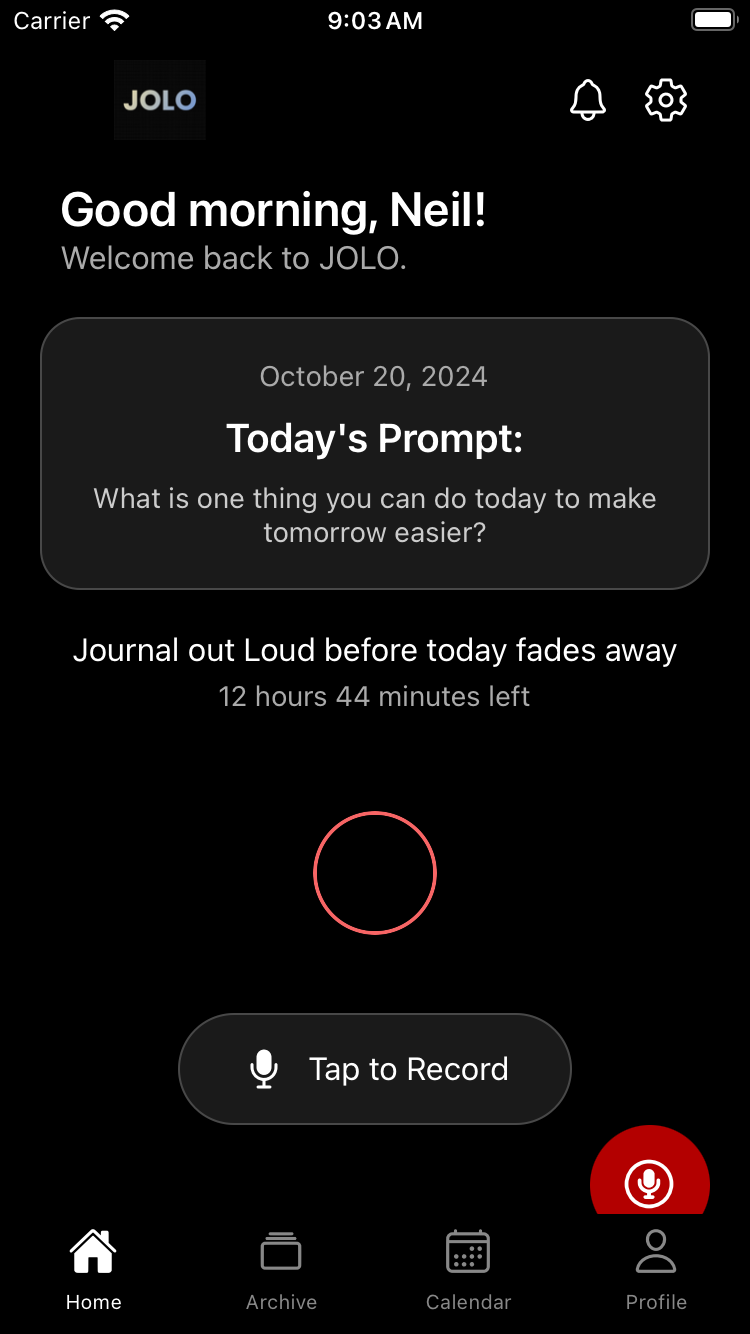 Carrier 9:03 AM
JOLO
Good morning, Neil!
Welcome back to JOLO.
October 20, 2024
Today's Prompt:
What is one thing you can do today to make
tomorrow easier?
Journal out Loud before today fades away
12 hours 44 minutes left
Tap to Record
Home Archive Calendar Profile